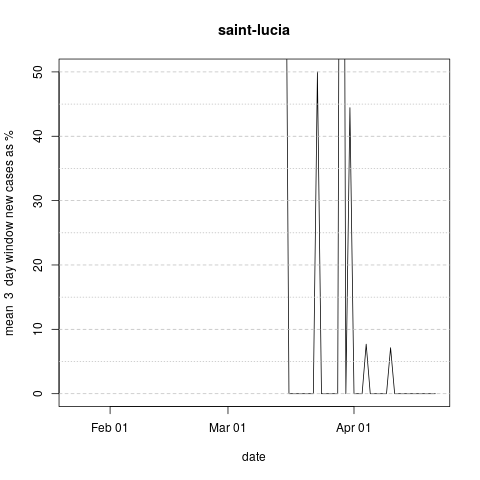 saint-lucia
mean  3  day window new cases as %
50
40
30
20
10
0
Feb 01
Mar 01
Apr 01
date